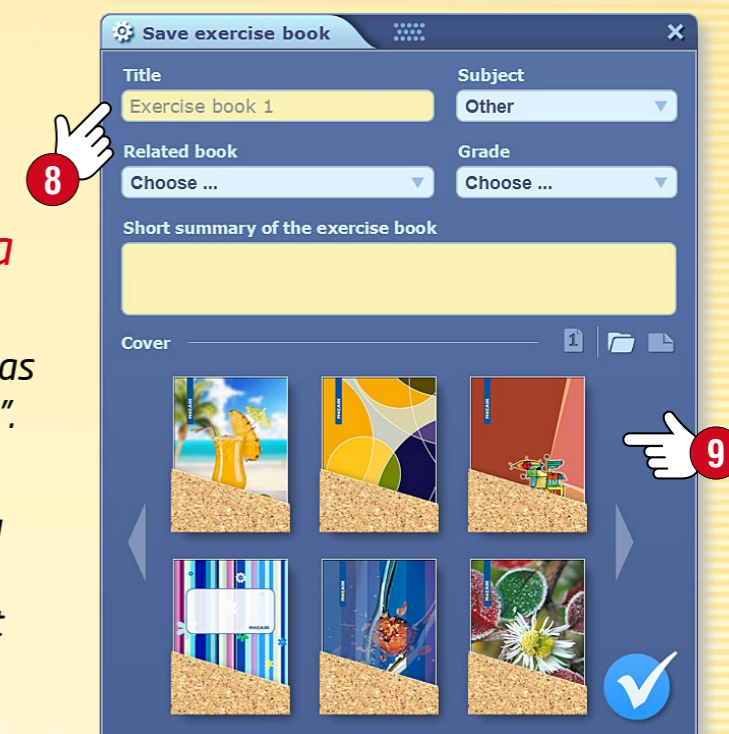 Save exercise book
Title
Subject
Exercise book 1
Other
8
Related book
Grade
Choose ...
Choose ...
Short summary of the exercise book
a
as
".
Cover
1
9
t